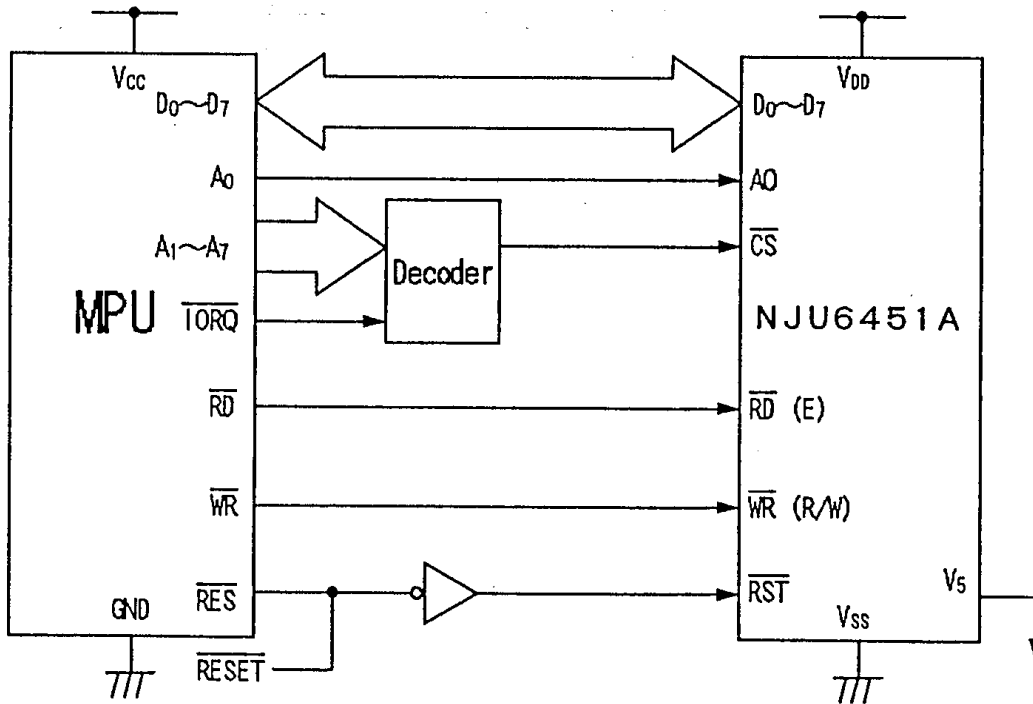 VCC
D0~D7
A0
A1~A7
MPU
IORQ
RD
WR
RES
GND
RESET
Decoder
VDD
D0~D7
A0
CS
NJU6451A
RD (E)
WR (R/W)
RST
V5
VSS